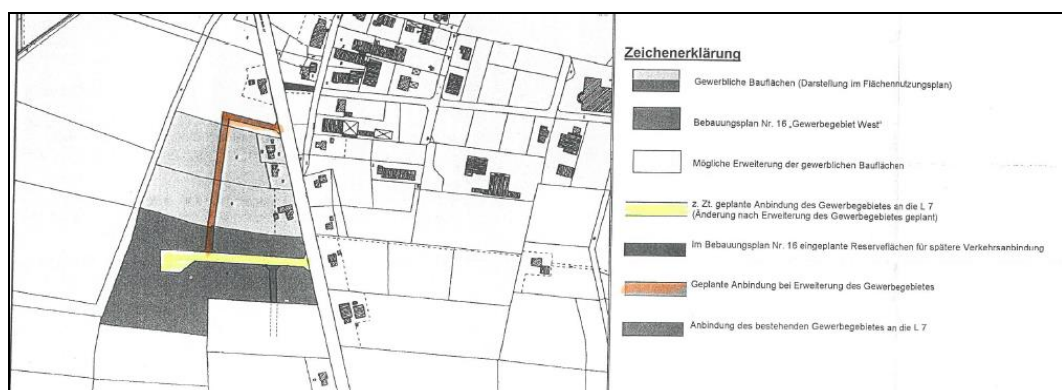 Zeichenerklärung
Gewerbliche Bauflächen (Darstellung im Flächennutzungsplan)
Bebauungsplan Nr. 16 „Gewerbegebiet West"
Mögliche Erweiterung der gewerblichen Bauflächen
z. Zt. geplante Anbindung des Gewerbegebietes an die L 7
(Änderung nach Erweiterung des Gewerbegebietes geplant)
Im Bebauungsplan Nr. 16 eingeplante Reserveflächen für spätere Verkehrsanbindung
Geplante Anbindung bei Erweiterung des Gewerbegebietes
Anbindung des bestehenden Gewerbegebietes an die L 7